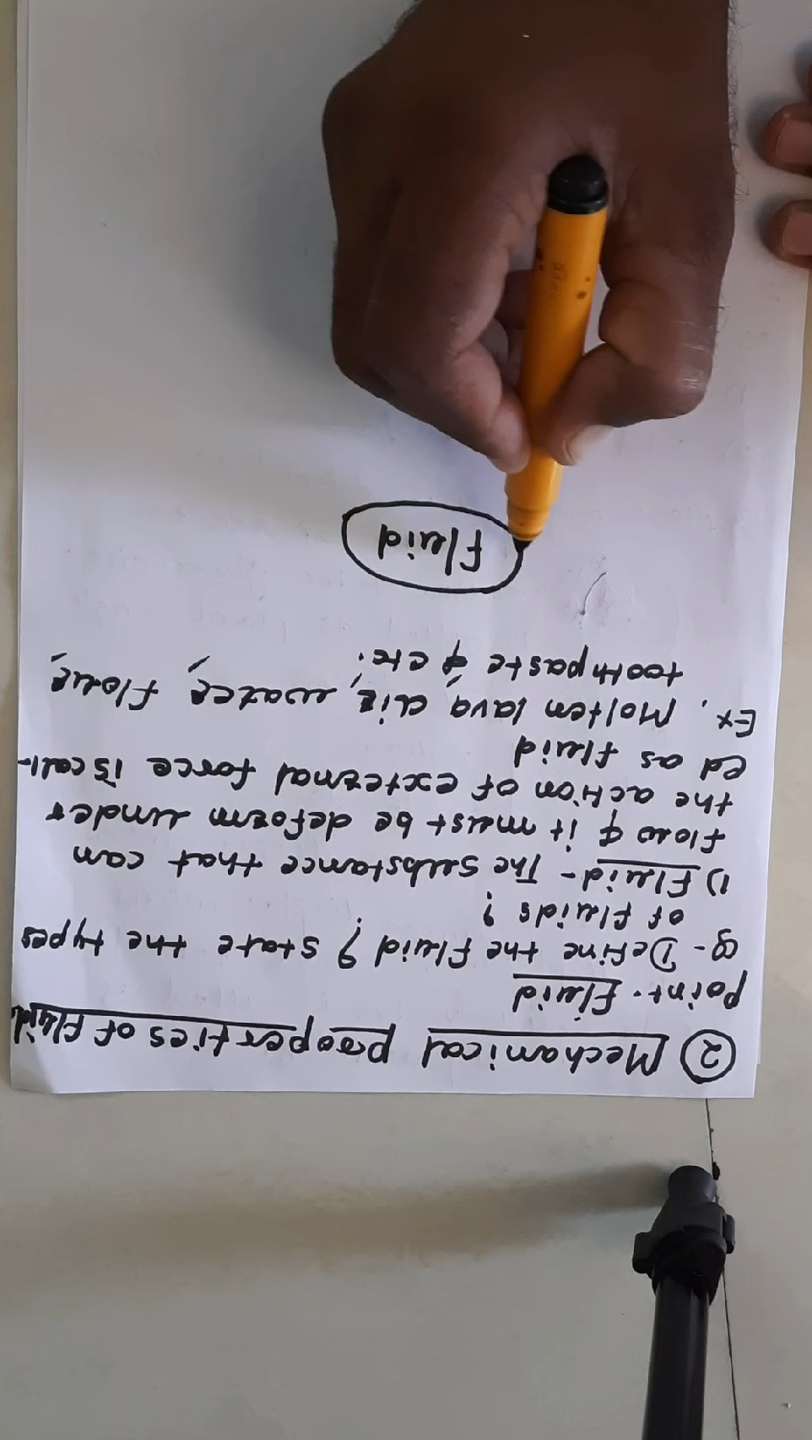 ② Mechanical properties of fluid
Point. fluid
Q- Define the fluid? State the types
of fluids?
1) Fluid - The substance that can
flow & it must be deform under
the action of external force is call-
ed as fluid
Ex. Molten lava, air, water, flour,
toothpaste & etc.
Fluid